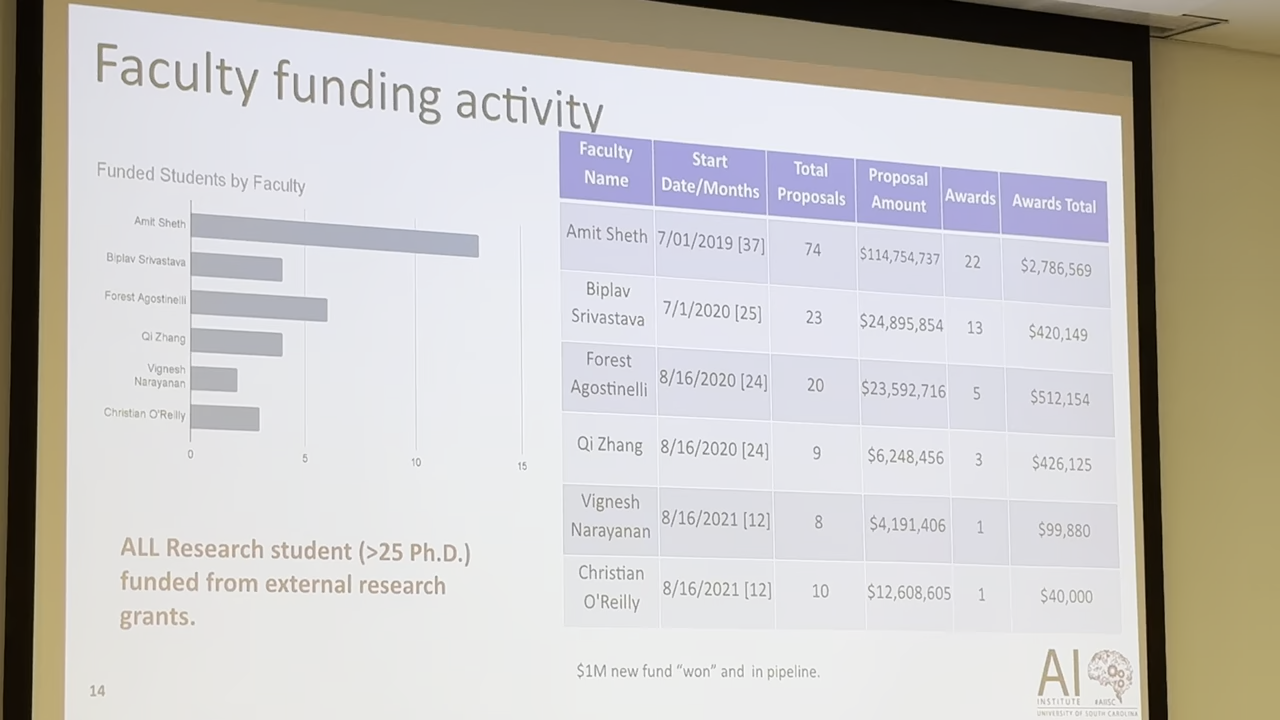 Faculty funding activity
Funded Students by Faculty
Amit Sheth
Biplav Srivastava
Forest Agostinelli
Qi Zhang
Vignesh
Narayanan
Christian O'Reilly
0 5 10 15
ALL Research student (>25 Ph.D.)
funded from external research
grants.
14
Faculty Name Start Date/Months Total Proposals Proposal Amount Awards Awards Total
Amit Sheth 7/01/2019 [37] 74 $114,754,737 22 $2,786,569
Biplav Srivastava 7/1/2020 [25] 23 $24,895,854 13 $420,149
Forest Agostinelli 8/16/2020 [24] 20 $23,592,716 5 $512,154
Qi Zhang 8/16/2020 [24] 9 $6,248,456 3 $426,125
Vignesh Narayanan 8/16/2021 [12] 8 $4,191,406 1 $99,880
Christian O'Reilly 8/16/2021 [12] 10 $12,608,605 1 $40,000
$1M new fund “won” and in pipeline.
AI
INSTITUTE #AIISC
UNIVERSITY OF SOUTH CAROLINA